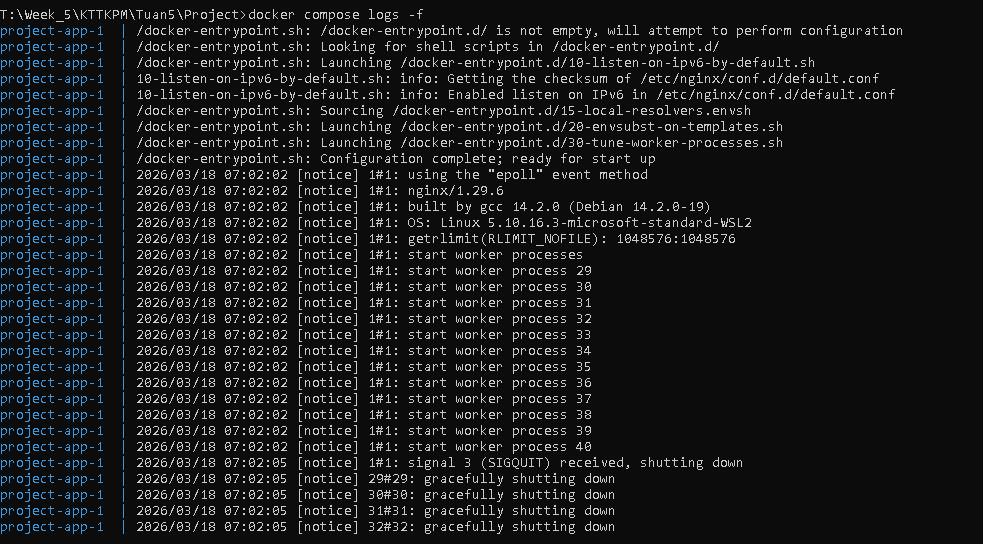 T:\Week_5\KTTKPM\Tuan5\Project>docker compose logs -f
project-app-1  | /docker-entrypoint.sh: /docker-entrypoint.d/ is not empty, will attempt to perform configuration
project-app-1  | /docker-entrypoint.sh: Looking for shell scripts in /docker-entrypoint.d/
project-app-1  | /docker-entrypoint.sh: Launching /docker-entrypoint.d/10-listen-on-ipv6-by-default.sh
project-app-1  | 10-listen-on-ipv6-by-default.sh: info: Getting the checksum of /etc/nginx/conf.d/default.conf
project-app-1  | 10-listen-on-ipv6-by-default.sh: info: Enabled listen on IPv6 in /etc/nginx/conf.d/default.conf
project-app-1  | /docker-entrypoint.sh: Sourcing /docker-entrypoint.d/15-local-resolvers.envsh
project-app-1  | /docker-entrypoint.sh: Launching /docker-entrypoint.d/20-envsubst-on-templates.sh
project-app-1  | /docker-entrypoint.sh: Launching /docker-entrypoint.d/30-tune-worker-processes.sh
project-app-1  | /docker-entrypoint.sh: Configuration complete; ready for start up
project-app-1  | 2026/03/18 07:02:02 [notice] 1#1: using the "epoll" event method
project-app-1  | 2026/03/18 07:02:02 [notice] 1#1: nginx/1.29.6
project-app-1  | 2026/03/18 07:02:02 [notice] 1#1: built by gcc 14.2.0 (Debian 14.2.0-19)
project-app-1  | 2026/03/18 07:02:02 [notice] 1#1: OS: Linux 5.10.16.3-microsoft-standard-WSL2
project-app-1  | 2026/03/18 07:02:02 [notice] 1#1: getrlimit(RLIMIT_NOFILE): 1048576:1048576
project-app-1  | 2026/03/18 07:02:02 [notice] 1#1: start worker processes
project-app-1  | 2026/03/18 07:02:02 [notice] 1#1: start worker process 29
project-app-1  | 2026/03/18 07:02:02 [notice] 1#1: start worker process 30
project-app-1  | 2026/03/18 07:02:02 [notice] 1#1: start worker process 31
project-app-1  | 2026/03/18 07:02:02 [notice] 1#1: start worker process 32
project-app-1  | 2026/03/18 07:02:02 [notice] 1#1: start worker process 33
project-app-1  | 2026/03/18 07:02:02 [notice] 1#1: start worker process 34
project-app-1  | 2026/03/18 07:02:02 [notice] 1#1: start worker process 35
project-app-1  | 2026/03/18 07:02:02 [notice] 1#1: start worker process 36
project-app-1  | 2026/03/18 07:02:02 [notice] 1#1: start worker process 37
project-app-1  | 2026/03/18 07:02:02 [notice] 1#1: start worker process 38
project-app-1  | 2026/03/18 07:02:02 [notice] 1#1: start worker process 39
project-app-1  | 2026/03/18 07:02:02 [notice] 1#1: start worker process 40
project-app-1  | 2026/03/18 07:02:05 [notice] 1#1: signal 3 (SIGQUIT) received, shutting down
project-app-1  | 2026/03/18 07:02:05 [notice] 29#29: gracefully shutting down
project-app-1  | 2026/03/18 07:02:05 [notice] 30#30: gracefully shutting down
project-app-1  | 2026/03/18 07:02:05 [notice] 31#31: gracefully shutting down
project-app-1  | 2026/03/18 07:02:05 [notice] 32#32: gracefully shutting down